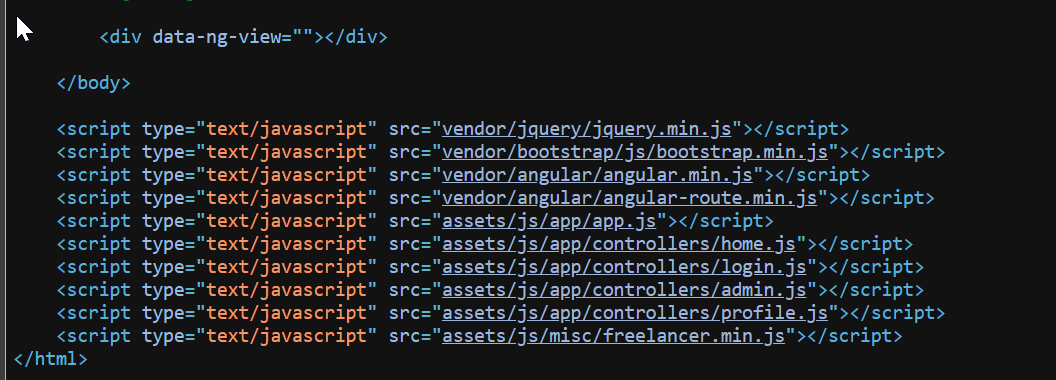 <div data-ng-view=""></div>
</body>
<script type="text/javascript" src="vendor/jquery/jquery.min.js"></script>
<script type="text/javascript" src="vendor/bootstrap/js/bootstrap.min.js"></script>
<script type="text/javascript" src="vendor/angular/angular.min.js"></script>
<script type="text/javascript" src="vendor/angular/angular-route.min.js"></script>
<script type="text/javascript" src="assets/js/app/app.js"></script>
<script type="text/javascript" src="assets/js/app/controllers/home.js"></script>
<script type="text/javascript" src="assets/js/app/controllers/login.js"></script>
<script type="text/javascript" src="assets/js/app/controllers/admin.js"></script>
<script type="text/javascript" src="assets/js/app/controllers/profile.js"></script>
<script type="text/javascript" src="assets/js/misc/freelancer.min.js"></script>
</html>